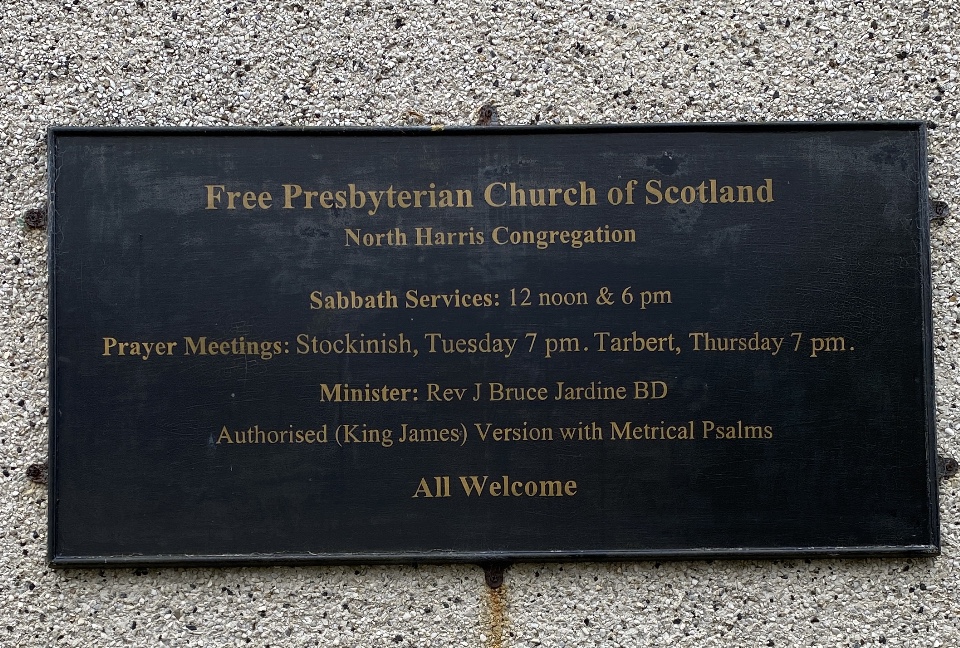 Free Presbyterian Church of Scotland
North Harris Congregation
Sabbath Services: 12 noon & 6 pm
Prayer Meetings: Stockinish, Tuesday 7 pm. Tarbert, Thursday 7 pm.
Minister: Rev J Bruce Jardine BD
Authorised (King James) Version with Metrical Psalms
All Welcome